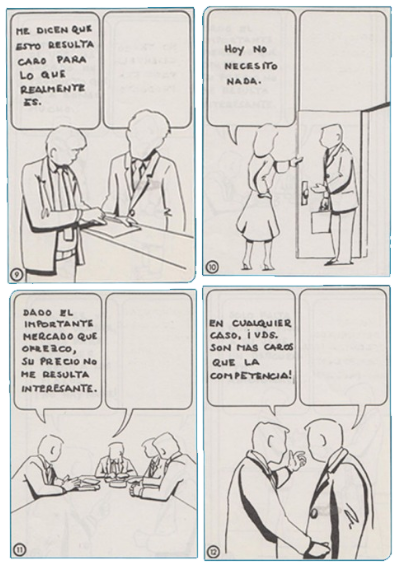 ME DICEN QUE
ESTO RESULTA
CARO PARA
LO QUE
REALMENTE
ES.
9
HOY NO
NECESITO
NADA.
10
DADO EL
IMPORTANTE
MERCADO QUE
OFREZCO,
SU PRECIO NO
ME RESULTA
INTERESANTE.
11
EN CUALQUIER
CASO, ¡VDS.
SON MAS CAROS
QUE LA
COMPETENCIA!
12